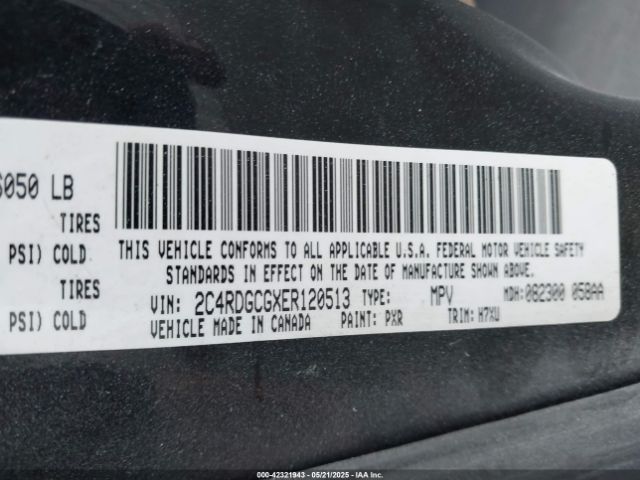 6050 LB
TIRES
PSI) COLD
TIRES
PSI) COLD
THIS VEHICLE CONFORMS TO ALL APPLICABLE U.S.A. FEDERAL MOTOR VEHICLE SAFETY
STANDARDS IN EFFECT ON THE DATE OF MANUFACTURE SHOWN ABOVE.
VIN: 2C4RDGCGXER120513 TYPE: MPV MDH: 082300 058AA
VEHICLE MADE IN CANADA PAINT: PXR TRIM: H7XU
000-42321943 - 05/21/2025 - IAA, Inc.